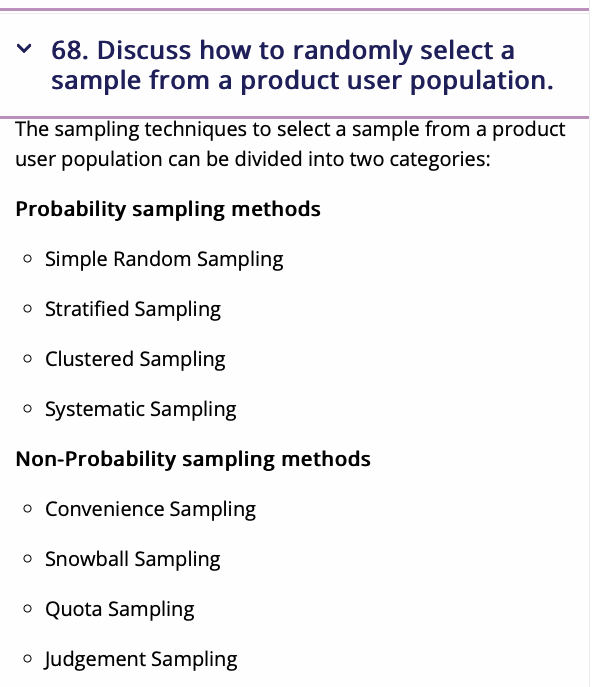 68. Discuss how to randomly select a
sample from a product user population.
The sampling techniques to select a sample from a product
user population can be divided into two categories:
Probability sampling methods
Simple Random Sampling
Stratified Sampling
Clustered Sampling
Systematic Sampling
Non-Probability sampling methods
Convenience Sampling
Snowball Sampling
Quota Sampling
Judgement Sampling